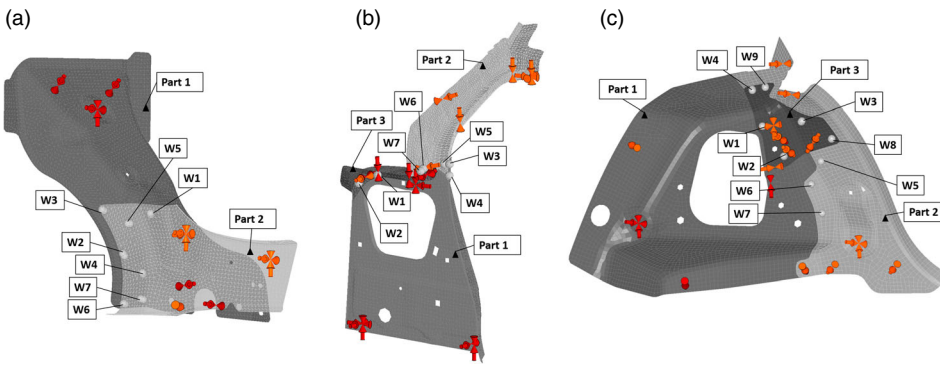 (a)
Part 1
W5
W1
W3
Part 2
W2
W4
W7
W6
(b)
Part 2
W6
Part 3
W7
W5
W3
W1
W4
W2
Part 1
(c)
W4
W9
Part 3
Part 1
W3
W1
W8
W2
W5
W6
W7
Part 2